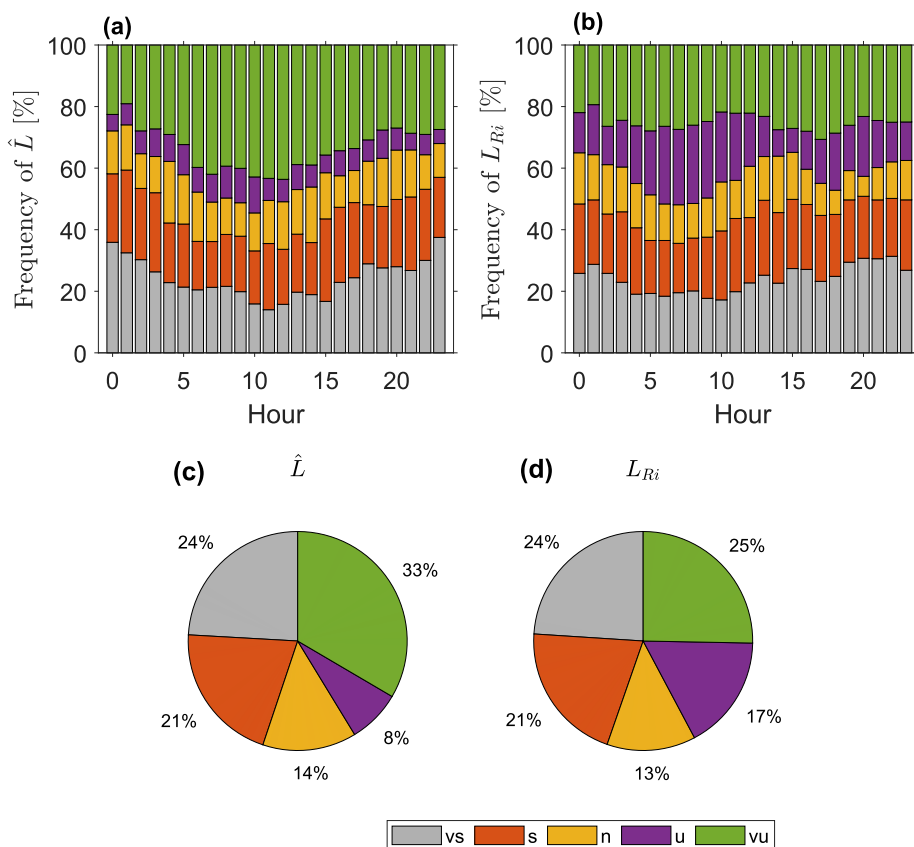 (a)
(b)
Frequency of L̂ [%]
100
80
60
40
20
0
0 5 10 15 20
Hour
Frequency of L_Ri [%]
100
80
60
40
20
0
0 5 10 15 20
Hour
(c) L̂
24%
33%
21%
8%
14%
(d) L_Ri
24%
25%
21%
17%
13%
vs s n u vu